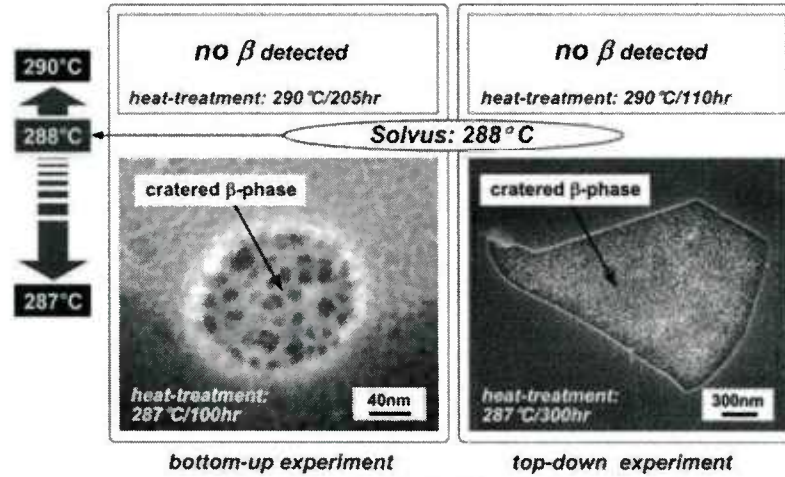 290°C
288°C
287°C
no β detected
heat-treatment: 290°C/205hr
no β detected
heat-treatment: 290°C/110hr
Solvus: 288°C
cratered β-phase
heat-treatment:
287°C/100hr
40nm
cratered β-phase
heat-treatment:
287°C/300hr
300nm
bottom-up experiment
top-down experiment